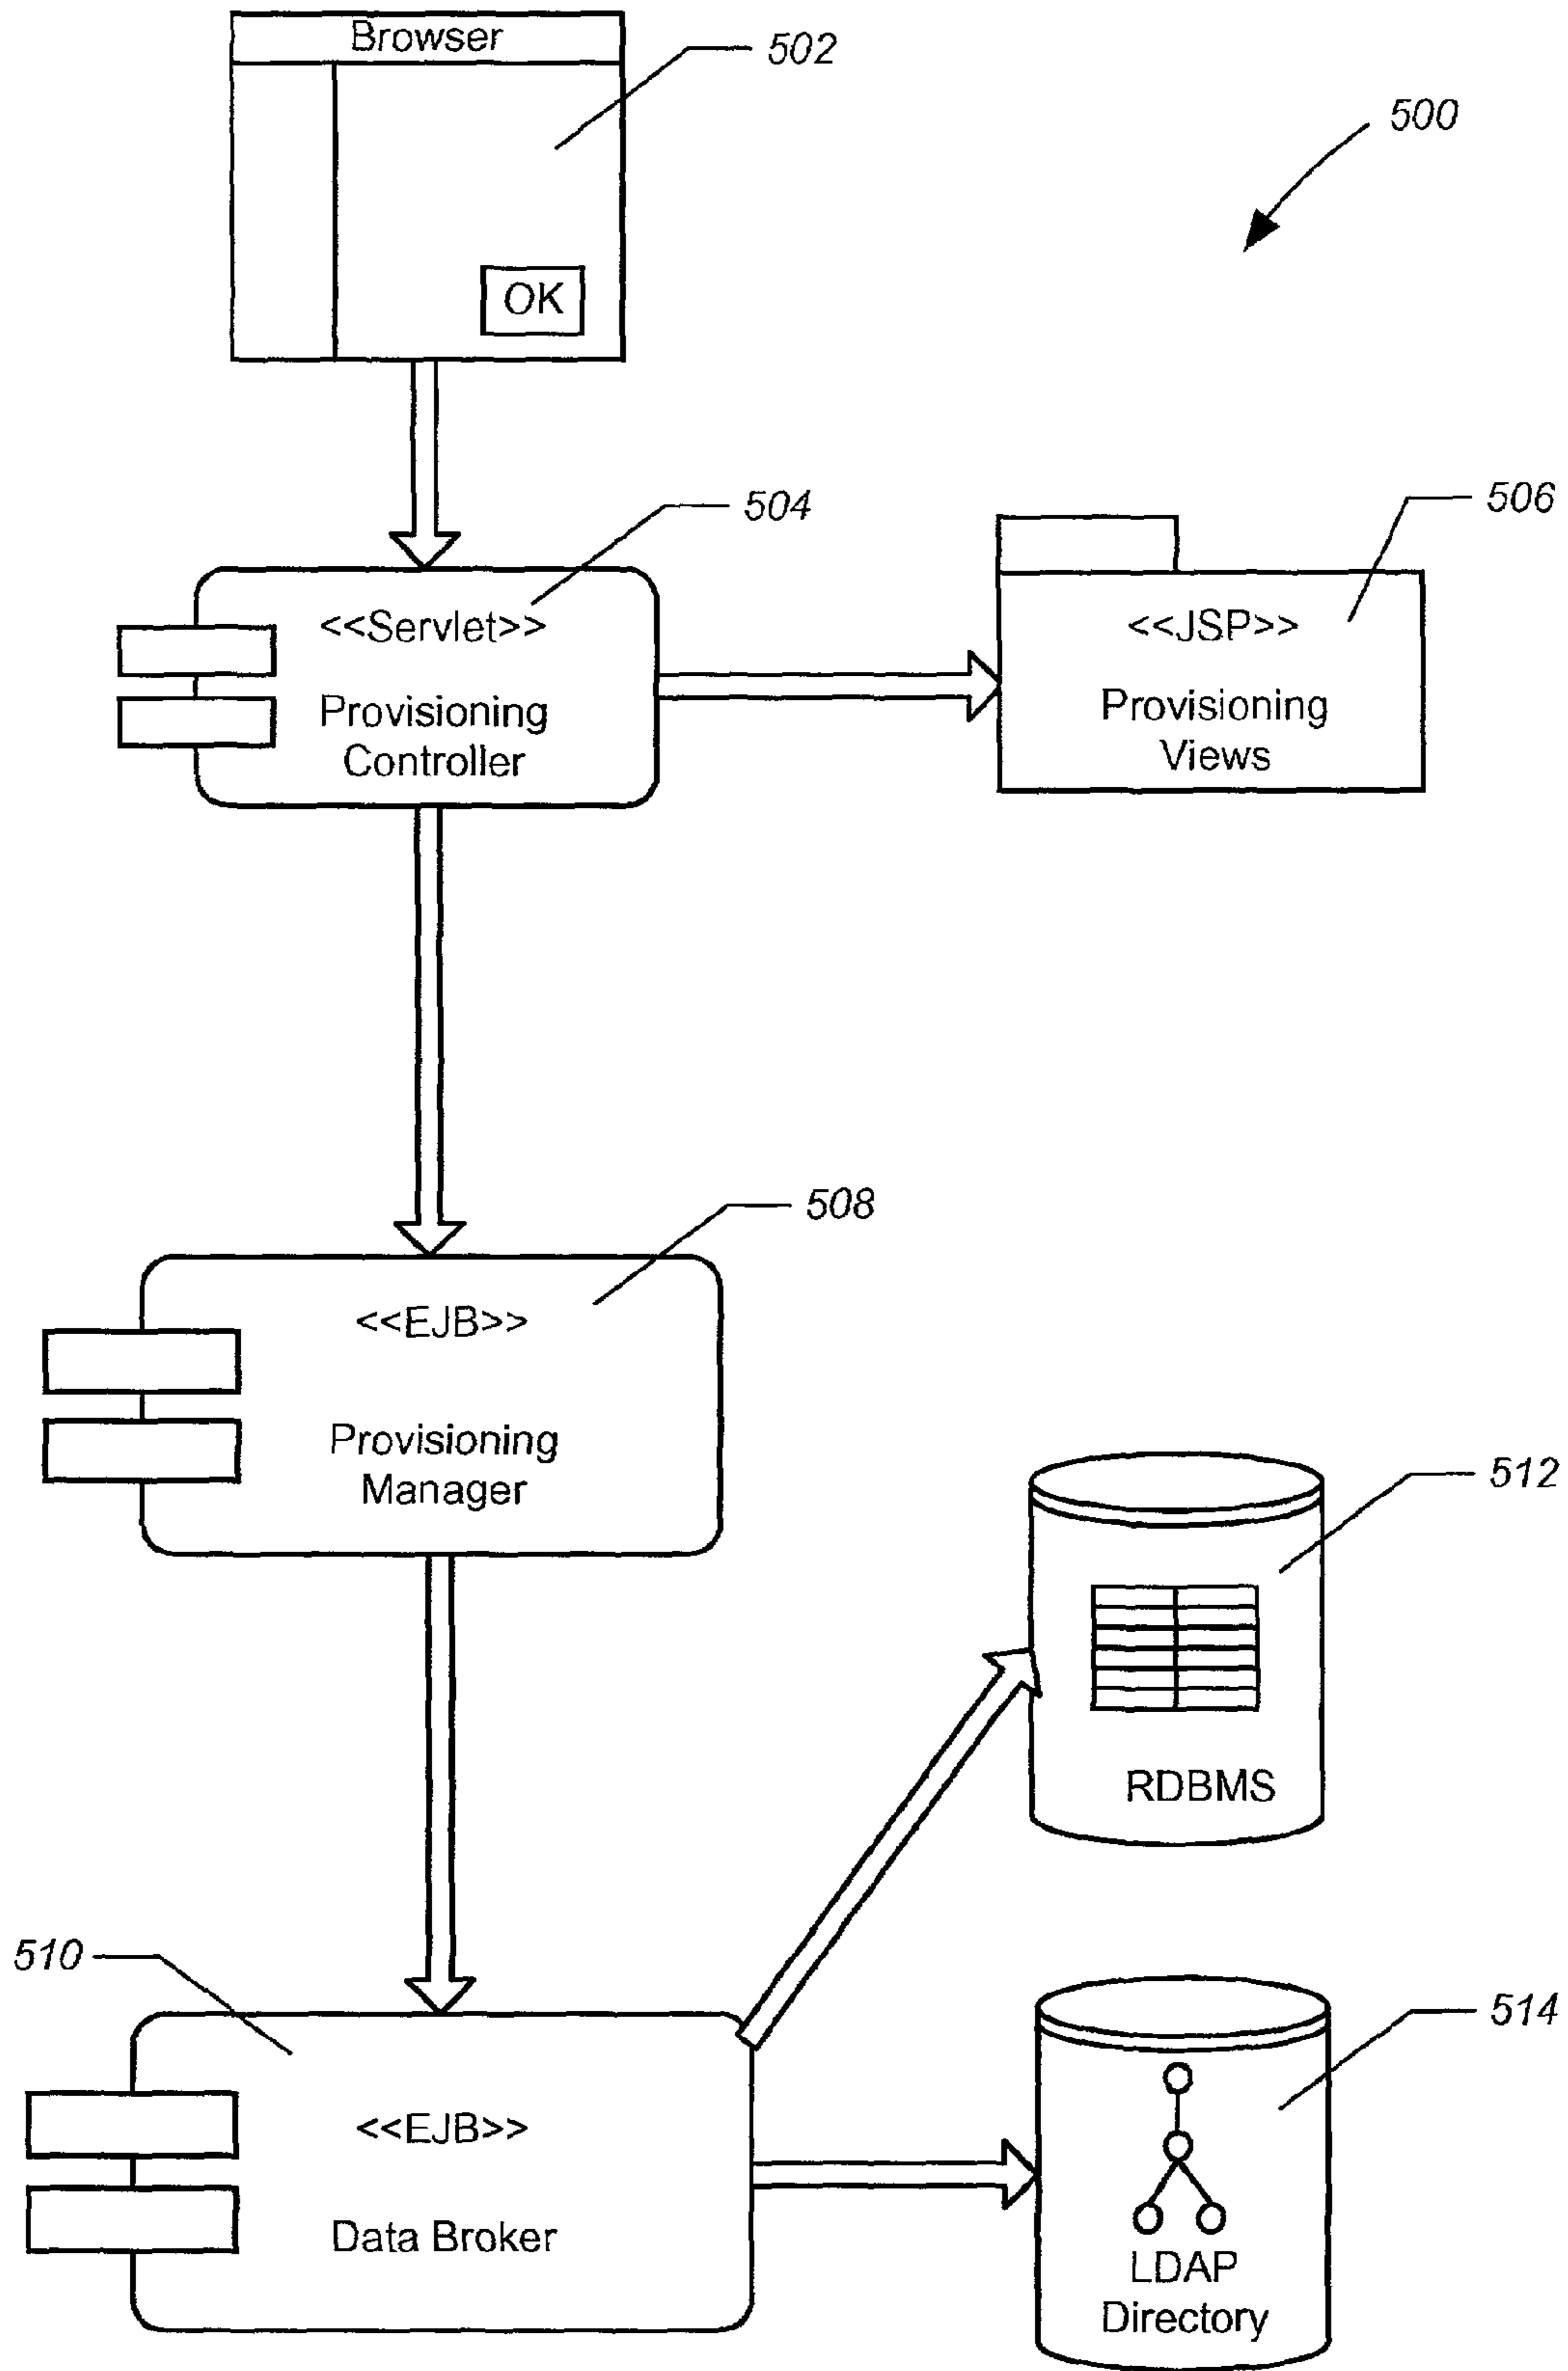 Browser
502
500
OK
504
506
<<Servlet>>
Provisioning
Controller
<<JSP>>
Provisioning
Views
508
<<EJB>>
Provisioning
Manager
512
RDBMS
510
514
<<EJB>>
Data Broker
LDAP
Directory